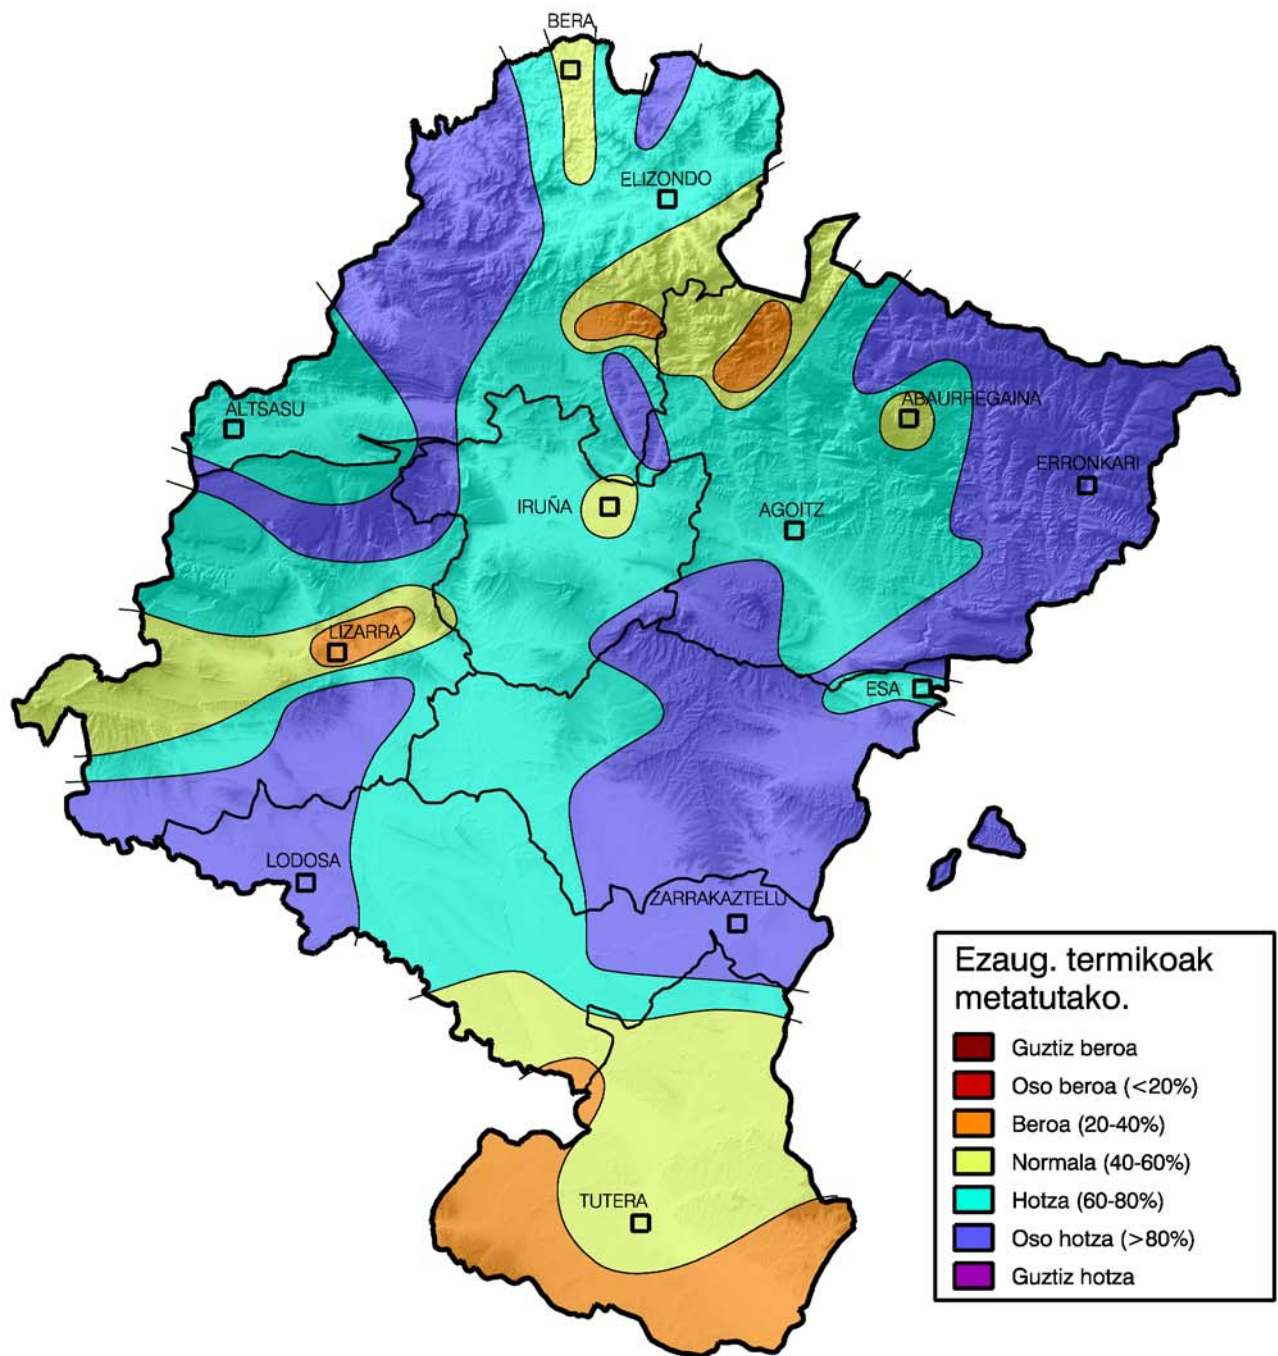 BERA
ELIZONDO
ALTSASU
ABAURREGAINA
ERRONKARI
IRUÑA
AGOITZ
LIZARRA
ESA
LODOSA
ZARRAKAZTELU
TUTERA
Ezaug. termikoak
metatutako.
Guztiz beroa
Oso beroa (<20%)
Beroa (20-40%)
Normala (40-60%)
Hotza (60-80%)
Oso hotza (>80%)
Guztiz hotza